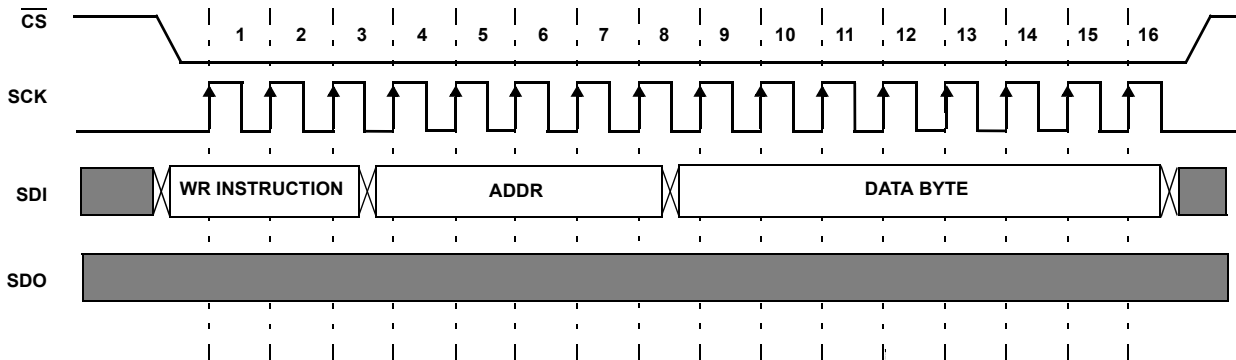 CS
1 2 3 4 5 6 7 8 9 10 11 12 13 14 15 16
SCK
SDI
WR INSTRUCTION ADDR DATA BYTE
SDO